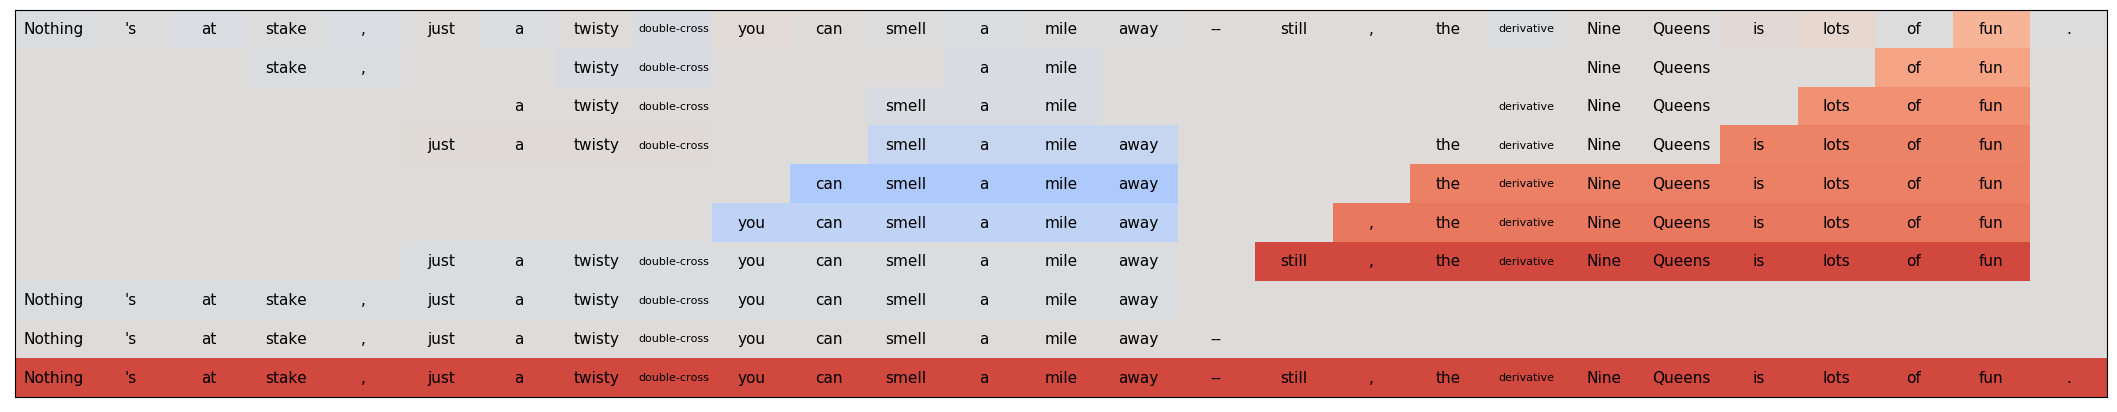 Nothing 's at stake , just a twisty double-cross you can smell a mile away -- still , the derivative Nine Queens is lots of fun .
stake , twisty double-cross a mile Nine Queens of fun
a twisty double-cross smell a mile derivative Nine Queens lots of fun
just a twisty double-cross smell a mile away the derivative Nine Queens is lots of fun
can smell a mile away the derivative Nine Queens is lots of fun
you can smell a mile away , the derivative Nine Queens is lots of fun
just a twisty double-cross you can smell a mile away still , the derivative Nine Queens is lots of fun
Nothing 's at stake , just a twisty double-cross you can smell a mile away
Nothing 's at stake , just a twisty double-cross you can smell a mile away --
Nothing 's at stake , just a twisty double-cross you can smell a mile away -- still , the derivative Nine Queens is lots of fun .